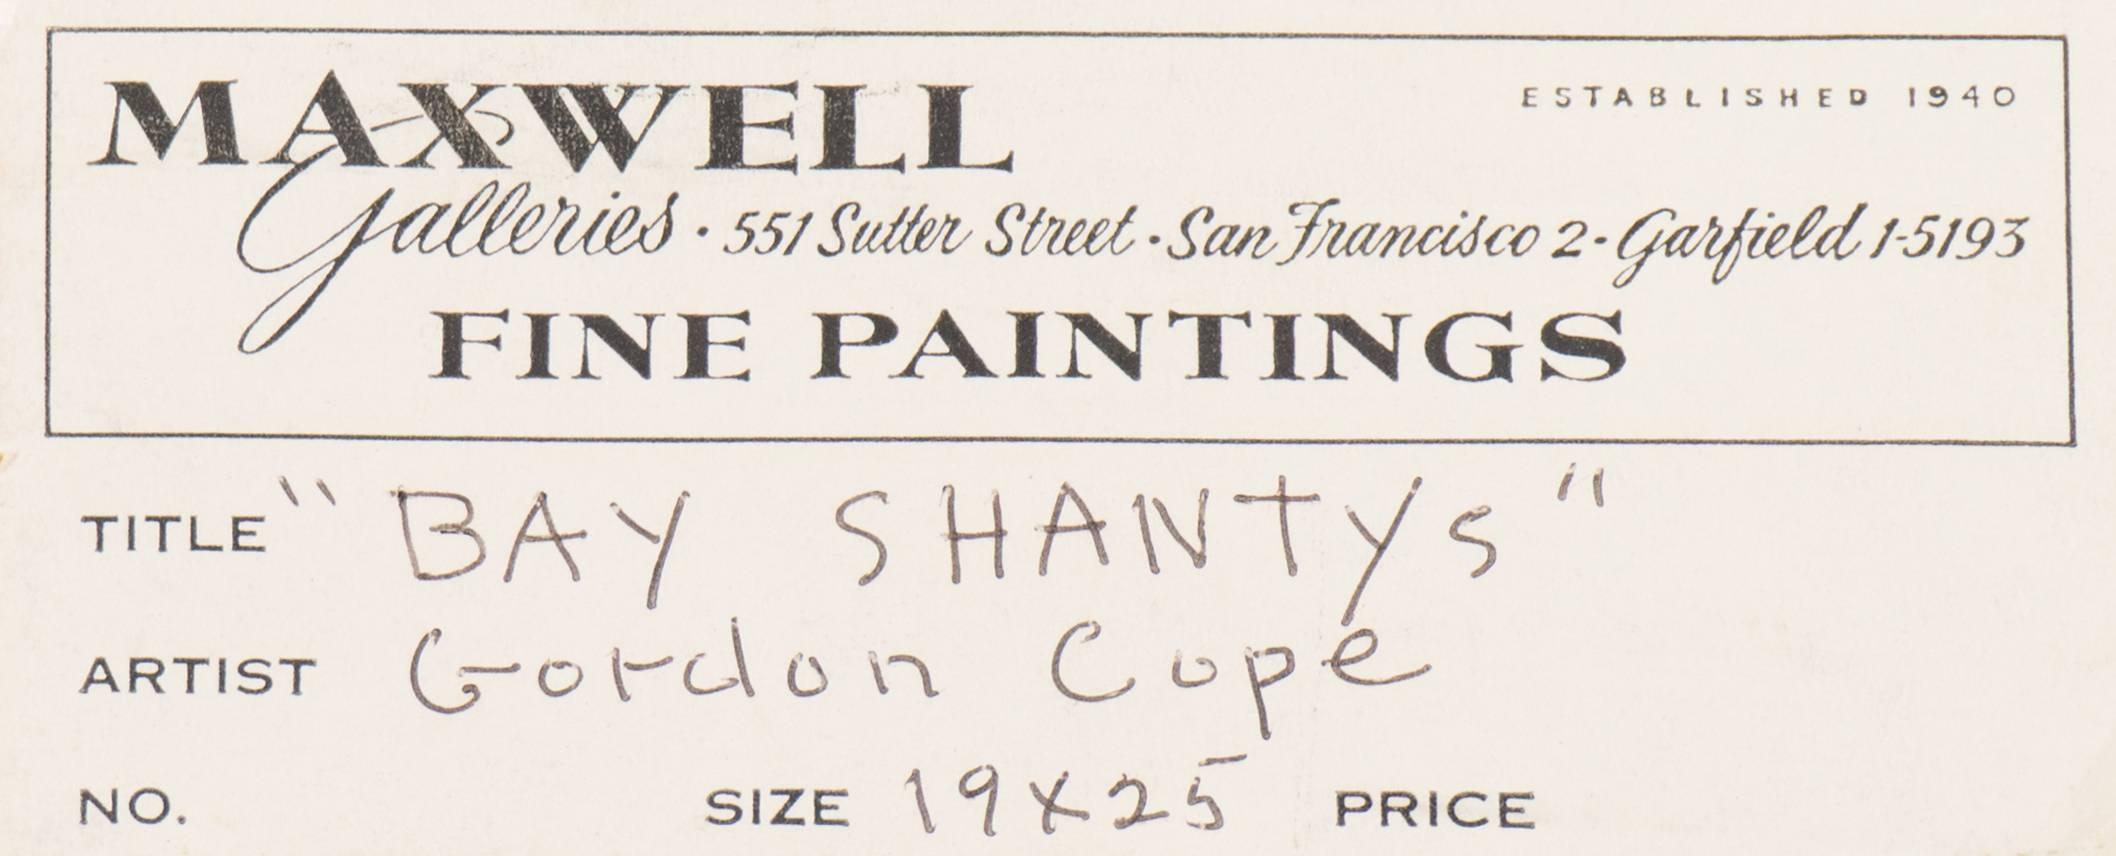 MAXWELL
ESTABLISHED 1940
Galleries · 551 Sutter Street · San Francisco 2 - Garfield 1-5193
FINE PAINTINGS
TITLE "BAY SHANTYS"
ARTIST Gordon Cope
NO. SIZE 19X25 PRICE